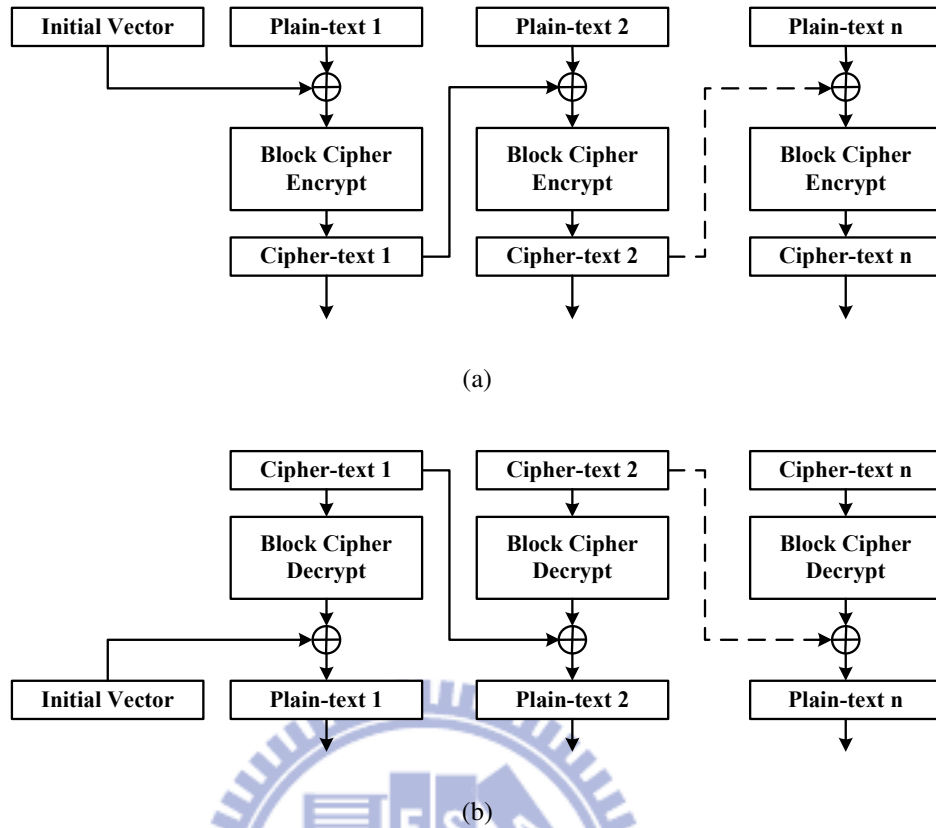 Initial Vector Plain-text 1 Plain-text 2 Plain-text n
Block Cipher Encrypt Block Cipher Encrypt Block Cipher Encrypt
Cipher-text 1 Cipher-text 2 Cipher-text n
(a)
Cipher-text 1 Cipher-text 2 Cipher-text n
Block Cipher Decrypt Block Cipher Decrypt Block Cipher Decrypt
Initial Vector Plain-text 1 Plain-text 2 Plain-text n
(b)